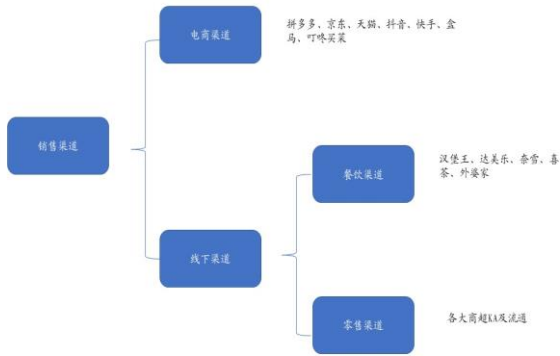 电商渠道
拼多多、京东、天猫、抖音、快手、盒
马、叮咚买菜
销售渠道
餐饮渠道
汉堡王、达美乐、奈雪、喜
茶、外婆家
线下渠道
零售渠道
各大商超KA及流通